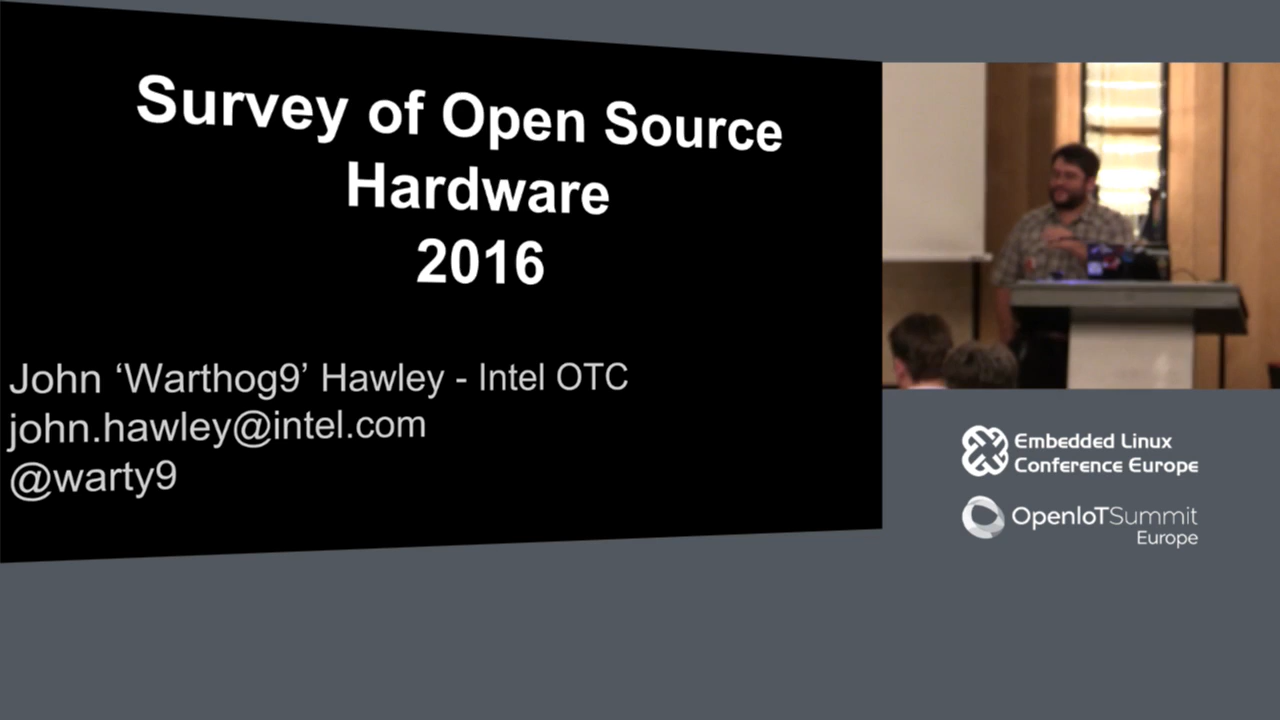 Survey of Open Source
Hardware
2016
John ‘Warthog9’ Hawley - Intel OTC
john.hawley@intel.com
@warty9
Embedded Linux
Conference Europe
OpenIoTSummit
Europe